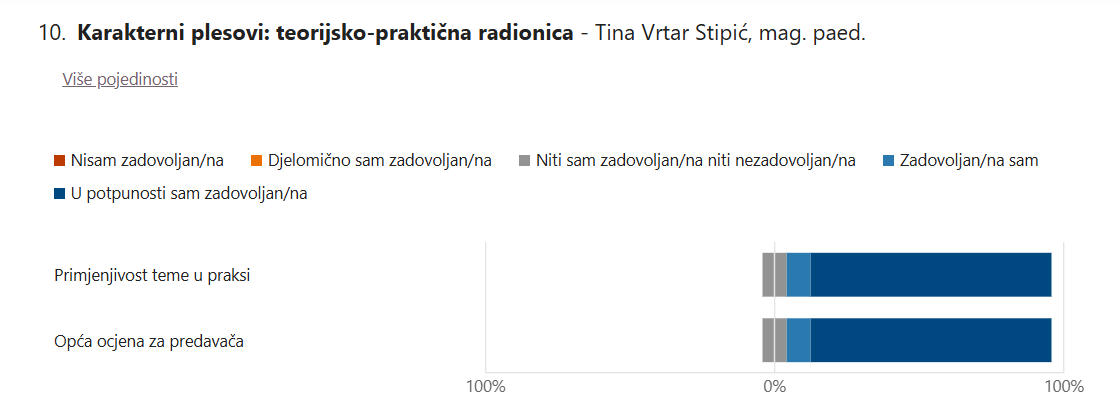 10. Karakterni plesovi: teorijsko-praktična radionica - Tina Vrtar Stipić, mag. paed.
Više pojedinosti
Nisam zadovoljan/na Djelomično sam zadovoljan/na Niti sam zadovoljan/na niti nezadovoljan/na Zadovoljan/na sam
U potpunosti sam zadovoljan/na
Primjenjivost teme u praksi
Opća ocjena za predavača
100% 0% 100%